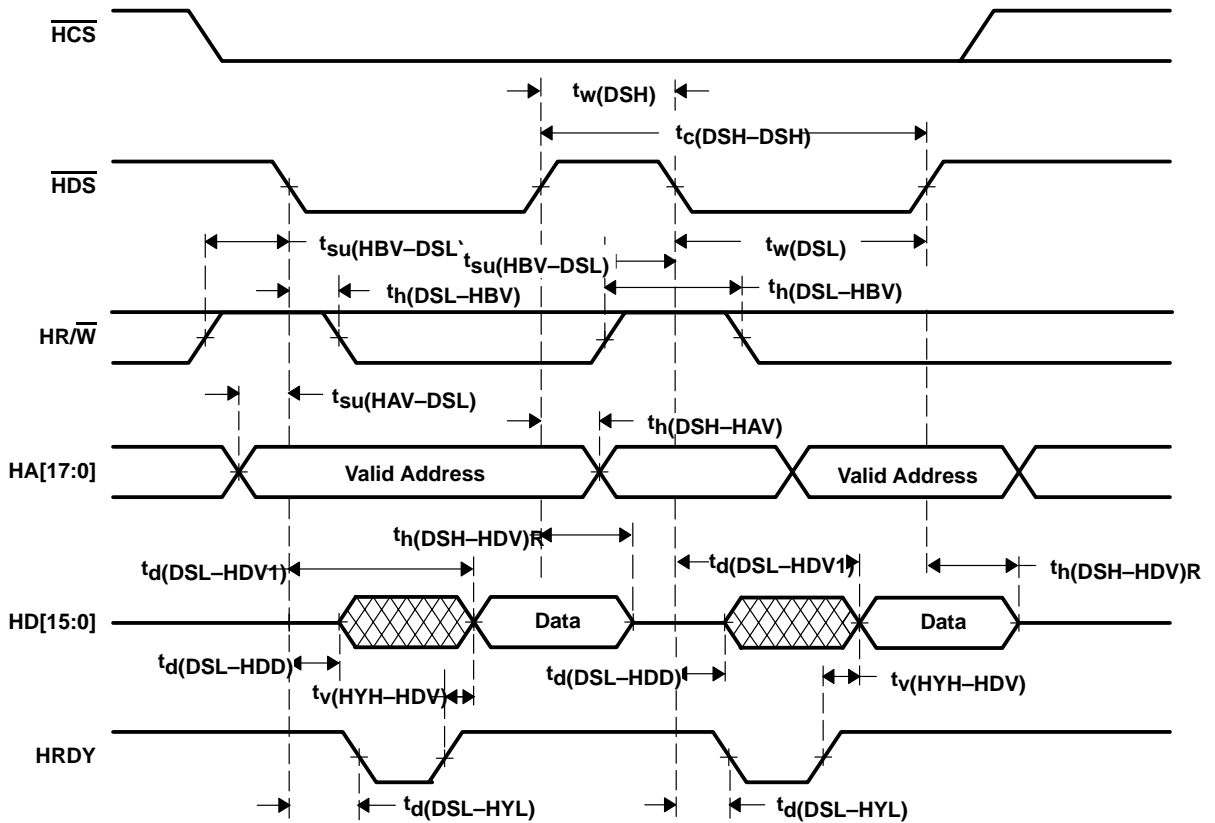 HCS
tw(DSH)
tc(DSH–DSH)
HDS
tsu(HBV–DSL)
tsu(HBV–DSL)
tw(DSL)
th(DSL–HBV)
th(DSL–HBV)
HR/W
tsu(HAV–DSL)
th(DSH–HAV)
HA[17:0]
Valid Address
Valid Address
th(DSH–HDV)R
td(DSL–HDV1)
td(DSL–HDV1)
th(DSH–HDV)R
HD[15:0]
Data
Data
td(DSL–HDD)
td(DSL–HDD)
tv(HYH–HDV)
tv(HYH–HDV)
HRDY
td(DSL–HYL)
td(DSL–HYL)